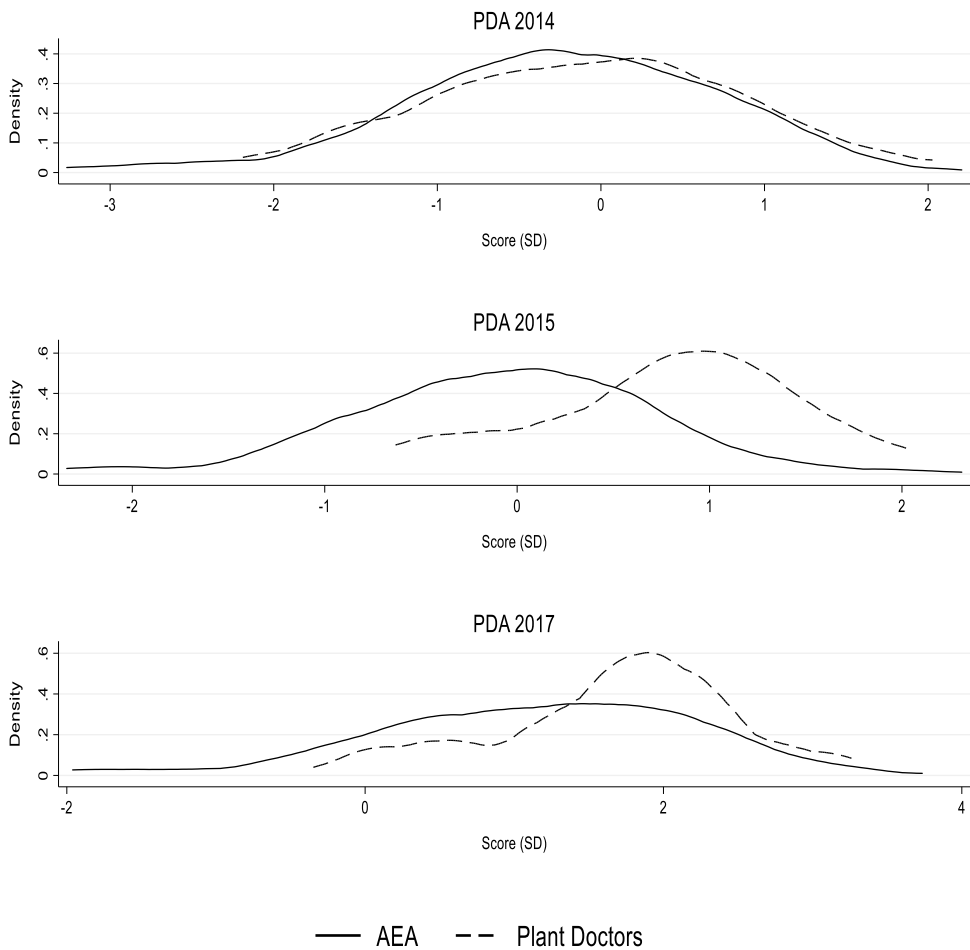 PDA 2014
Density
.4
.3
.2
.1
0
-3 -2 -1 0 1 2
Score (SD)
PDA 2015
Density
.6
.4
.2
0
-2 -1 0 1 2
Score (SD)
PDA 2017
Density
.6
.4
.2
0
-2 0 2 4
Score (SD)
AEA Plant Doctors